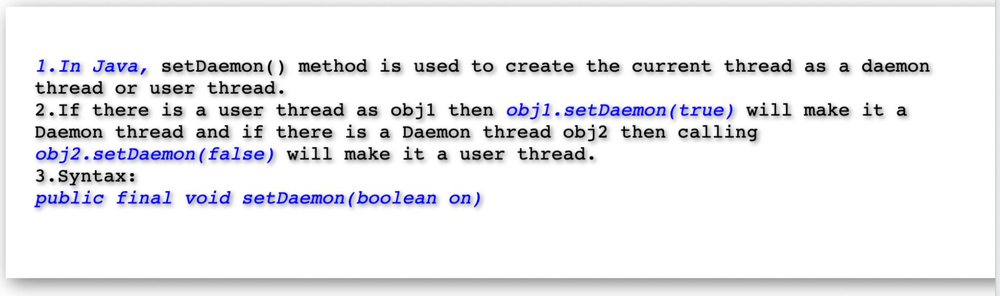 1.In Java, setDaemon() method is used to create the current thread as a daemon
thread or user thread.
2.If there is a user thread as obj1 then obj1.setDaemon(true) will make it a
Daemon thread and if there is a Daemon thread obj2 then calling
obj2.setDaemon(false) will make it a user thread.
3.Syntax:
public final void setDaemon(boolean on)